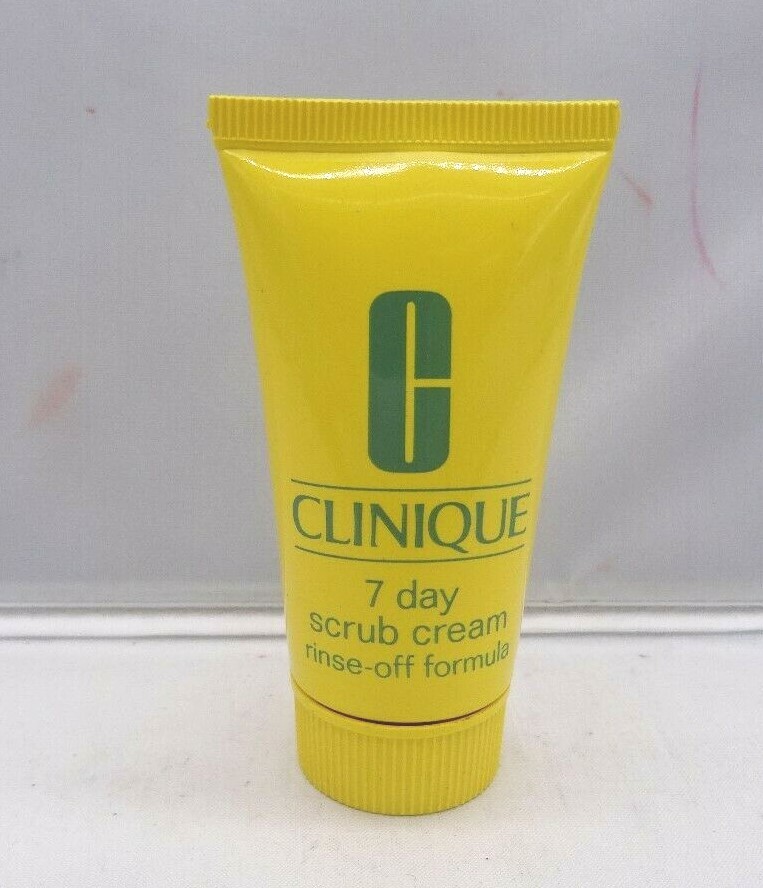 C
CLINIQUE
7 day
scrub cream
rinse-off formula